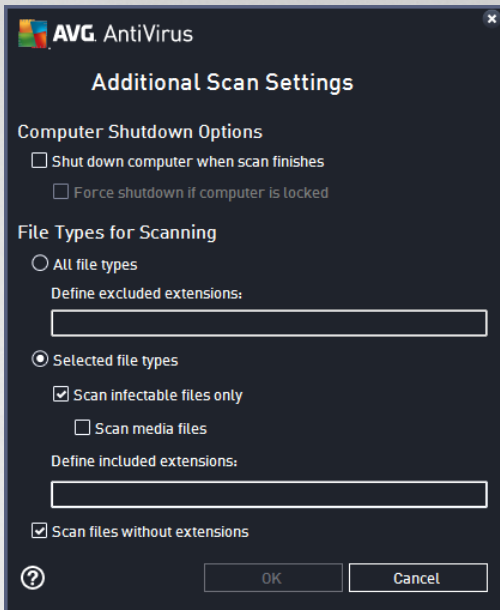 AVG. AntiVirus
Additional Scan Settings
Computer Shutdown Options
Shut down computer when scan finishes
Force shutdown if computer is locked
File Types for Scanning
All file types
Define excluded extensions:
Selected file types
Scan infectable files only
Scan media files
Define included extensions:
Scan files without extensions
? OK Cancel